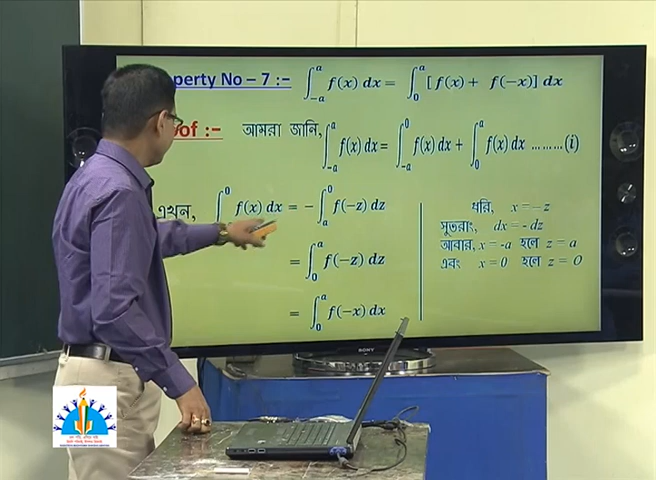 perty No – 7 :– ∫_{-a}^{a} f(x) dx = ∫_{0}^{a} [f(x) + f(−x)] dx
of :– আমরা জানি, ∫_{-a}^{a} f(x) dx = ∫_{-a}^{0} f(x) dx + ∫_{0}^{a} f(x) dx ………(i)
এখন, ∫^{0} f(x) dx = − ∫_{a}^{0} f(−z) dz
= ∫_{0}^{a} f(−z) dz
= ∫_{0}^{a} f(−x) dx
ধরি, x = − z
সুতরাং, dx = - dz
আবার, x = -a হলে z = a
এবং x = 0 হলে z = 0
SONY